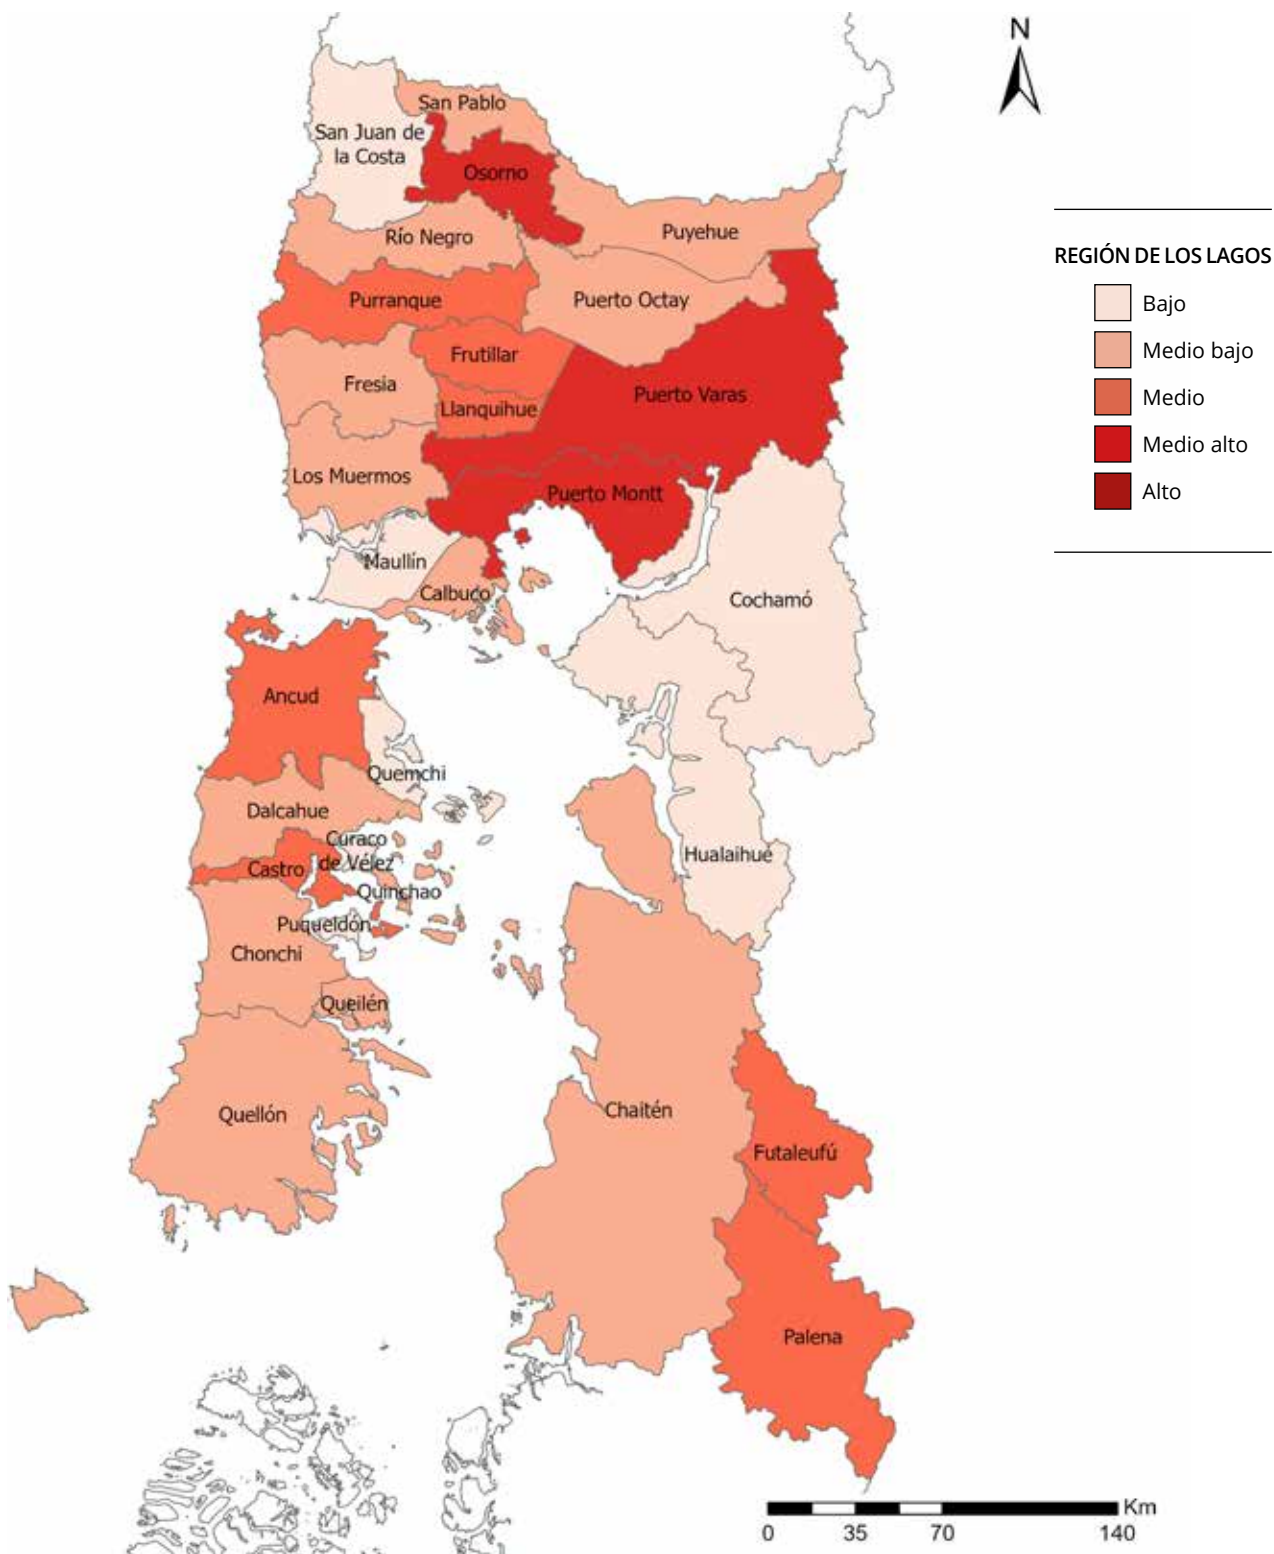 N
San Pablo
San Juan de
la Costa
Osorno
Río Negro
Puyehue
Purranque
Puerto Octay
Frutillar
Fresia
Llanquihue
Puerto Varas
Los Muermos
Puerto Montt
Maullín
Calbuco
Cochamó
Ancud
Quemchi
Dalcahue
Curaco
de Vélez
Castro
Quinchao
Hualaihué
Puqueldón
Chonchi
Queilén
Quellón
Chaitén
Futaleufú
Palena
REGIÓN DE LOS LAGOS
Bajo
Medio bajo
Medio
Medio alto
Alto
Km
0 35 70 140